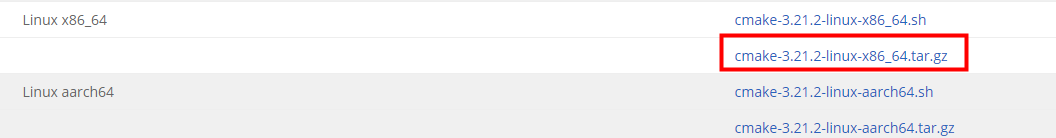 Linux x86_64 cmake-3.21.2-linux-x86_64.sh
cmake-3.21.2-linux-x86_64.tar.gz
Linux aarch64 cmake-3.21.2-linux-aarch64.sh
cmake-3.21.2-linux-aarch64.tar.gz